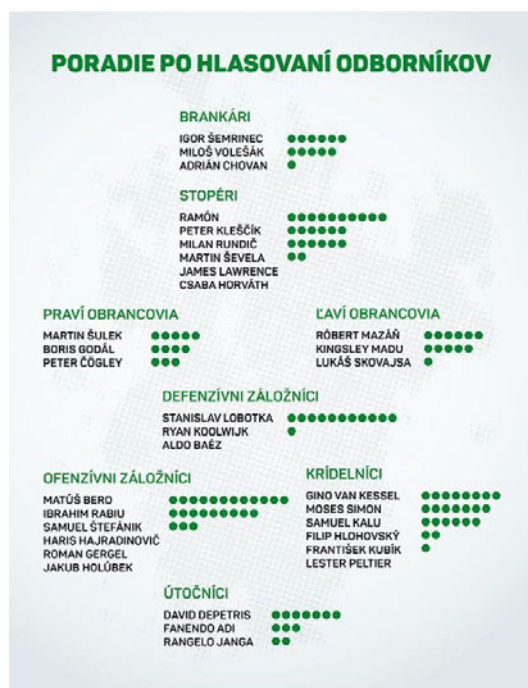 PORADIE PO HLASOVANÍ ODBORNÍKOV
BRANKÁRI
IGOR ŠEMRINEC
MILOŠ VOLEŠÁK
ADRIÁN CHOVAN
STOPÉRI
RAMÓN
PETER KLEŠČÍK
MILAN RUNDIČ
MARTIN ŠEVELA
JAMES LAWRENCE
CSABA HORVÁTH
PRAVÍ OBRANCOVIA
MARTIN ŠULEK
BORIS GODÁL
PETER ČÖGLEY
ĽAVÍ OBRANCOVIA
RÓBERT MAZÁŇ
KINGSLEY MADU
LUKÁŠ SKOVAJSA
DEFENZÍVNI ZÁLOŽNÍCI
STANISLAV LOBOTKA
RYAN KOOLWIJK
ALDO BAÉZ
OFENZÍVNI ZÁLOŽNÍCI
MATÚŠ BERO
IBRAHIM RABIU
SAMUEL ŠTEFÁNIK
HARIS HAJRADINOVIČ
ROMAN GERGEL
JAKUB HOLÚBEK
KRÍDELNÍCI
GINO VAN KESSEL
MOSES SIMON
SAMUEL KALU
FILIP HLOHOVSKÝ
FRANTIŠEK KUBÍK
LESTER PELTIER
ÚTOČNÍCI
DAVID DEPETRIS
FANENDO ADI
RANGELO JANGA